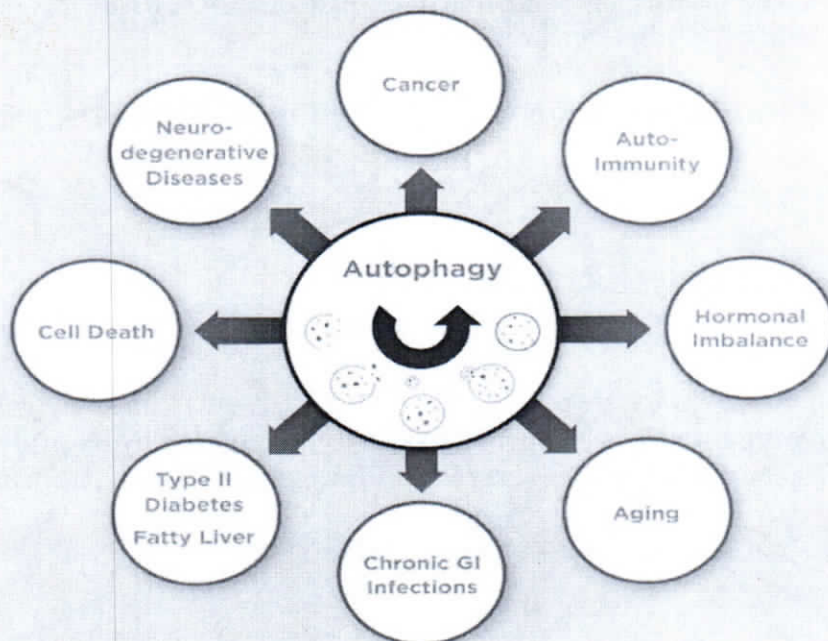 Cancer
Neuro-
degenerative
Diseases
Auto-
Immunity
Autophagy
Cell Death
Hormonal
Imbalance
Type II
Diabetes
Fatty Liver
Aging
Chronic GI
Infections